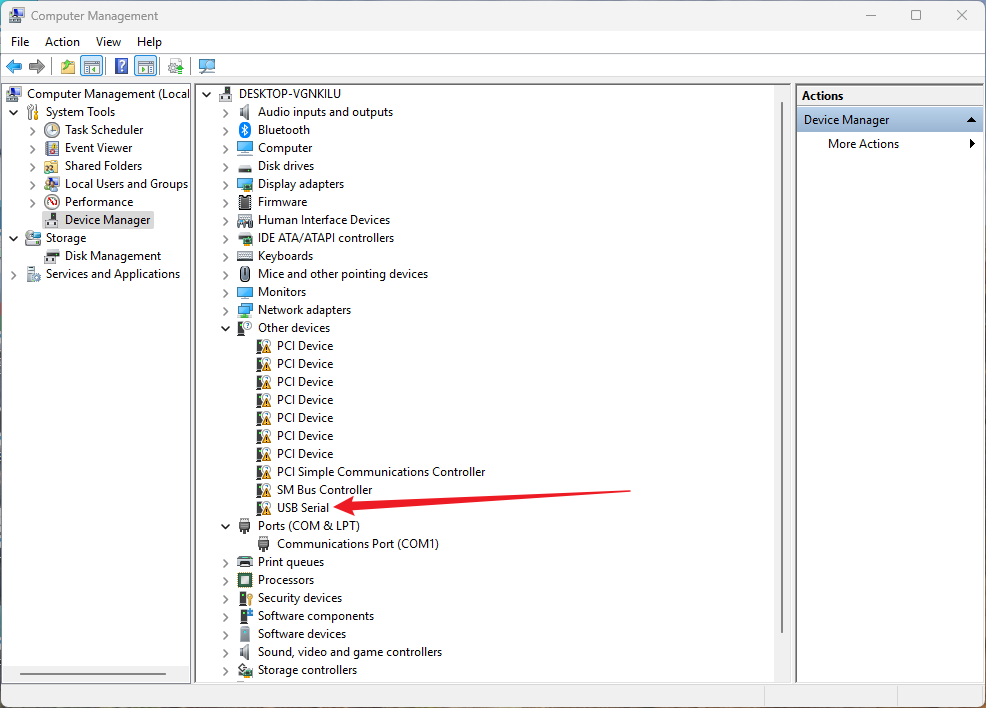 Computer Management
File Action View Help
Computer Management (Local
System Tools
Task Scheduler
Event Viewer
Shared Folders
Local Users and Groups
Performance
Device Manager
Storage
Disk Management
Services and Applications
DESKTOP-VGNKILU
Audio inputs and outputs
Bluetooth
Computer
Disk drives
Display adapters
Firmware
Human Interface Devices
IDE ATA/ATAPI controllers
Keyboards
Mice and other pointing devices
Monitors
Network adapters
Other devices
PCI Device
PCI Device
PCI Device
PCI Device
PCI Device
PCI Device
PCI Device
PCI Simple Communications Controller
SM Bus Controller
USB Serial
Ports (COM & LPT)
Communications Port (COM1)
Print queues
Processors
Security devices
Software components
Software devices
Sound, video and game controllers
Storage controllers
Actions
Device Manager
More Actions